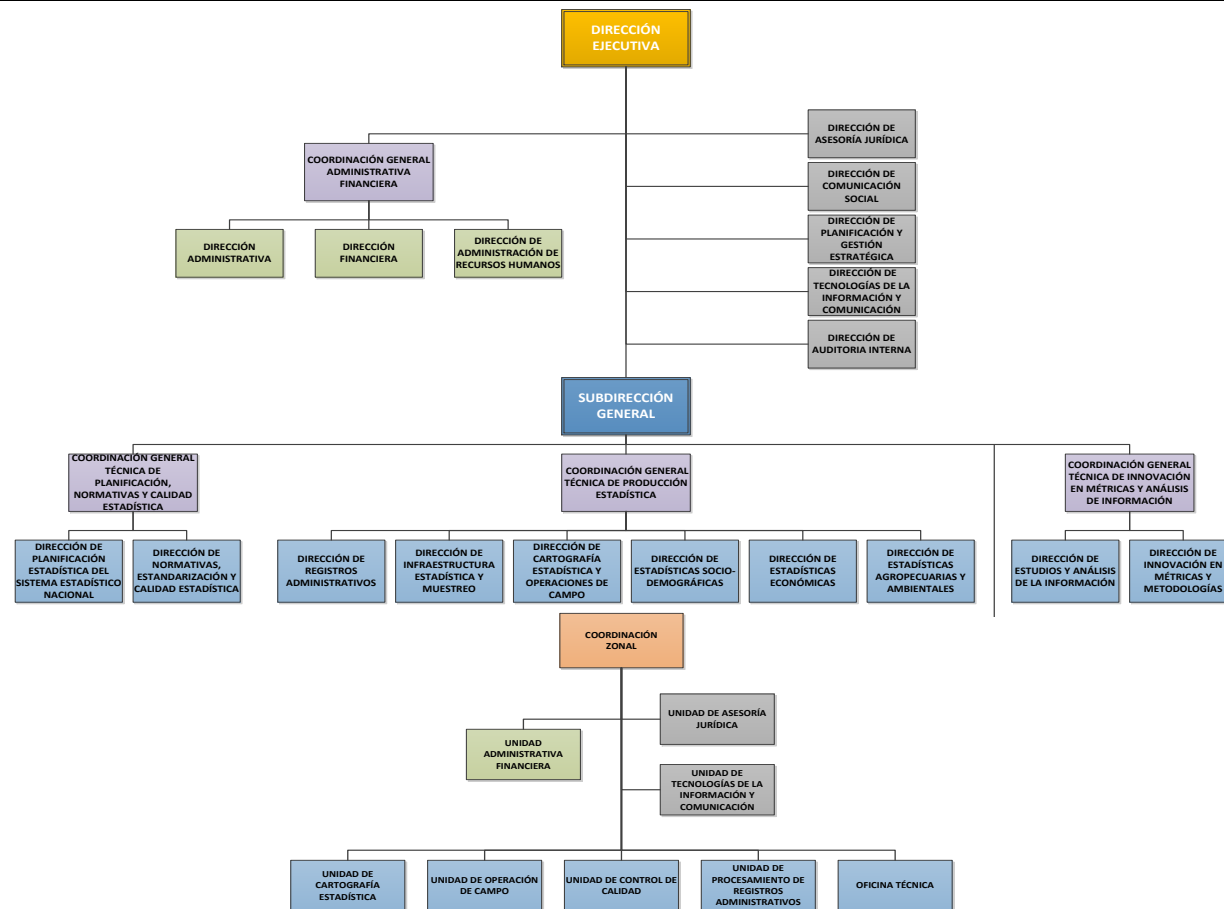 DIRECCIÓN
EJECUTIVA
DIRECCIÓN DE
ASESORÍA JURÍDICA
COORDINACIÓN GENERAL
ADMINISTRATIVA
FINANCIERA
DIRECCIÓN DE
COMUNICACIÓN
SOCIAL
DIRECCIÓN
ADMINISTRATIVA
DIRECCIÓN
FINANCIERA
DIRECCIÓN DE
ADMINISTRACIÓN DE
RECURSOS HUMANOS
DIRECCIÓN DE
PLANIFICACIÓN Y
GESTIÓN
ESTRATÉGICA
DIRECCIÓN DE
TECNOLOGÍAS DE LA
INFORMACIÓN Y
COMUNICACIÓN
DIRECCIÓN DE
AUDITORIA INTERNA
SUBDIRECCIÓN
GENERAL
COORDINACIÓN GENERAL
TÉCNICA DE
PLANIFICACIÓN,
NORMATIVAS Y CALIDAD
ESTADÍSTICA
COORDINACIÓN GENERAL
TÉCNICA DE PRODUCCIÓN
ESTADÍSTICA
COORDINACIÓN GENERAL
TÉCNICA DE INNOVACIÓN
EN MÉTRICAS Y ANÁLISIS
DE INFORMACIÓN
DIRECCIÓN DE
PLANIFICACIÓN
ESTADÍSTICA DEL
SISTEMA ESTADÍSTICO
NACIONAL
DIRECCIÓN DE
NORMATIVAS,
ESTANDARIZACIÓN Y
CALIDAD ESTADÍSTICA
DIRECCIÓN DE
REGISTROS
ADMINISTRATIVOS
DIRECCIÓN DE
INFRAESTRUCTURA
ESTADÍSTICA Y
MUESTREO
DIRECCIÓN DE
CARTOGRAFÍA
ESTADÍSTICA Y
OPERACIONES DE
CAMPO
DIRECCIÓN DE
ESTADÍSTICAS SOCIO-
DEMOGRÁFICAS
DIRECCIÓN DE
ESTADÍSTICAS
ECONÓMICAS
DIRECCIÓN DE
ESTADÍSTICAS
AGROPECUARIAS Y
AMBIENTALES
DIRECCIÓN DE
ESTUDIOS Y ANÁLISIS
DE LA INFORMACIÓN
DIRECCIÓN DE
INNOVACIÓN EN
MÉTRICAS Y
METODOLOGÍAS
COORDINACIÓN
ZONAL
UNIDAD DE ASESORÍA
JURÍDICA
UNIDAD
ADMINISTRATIVA
FINANCIERA
UNIDAD DE
TECNOLOGÍAS DE LA
INFORMACIÓN Y
COMUNICACIÓN
UNIDAD DE
CARTOGRAFÍA
ESTADÍSTICA
UNIDAD DE OPERACIÓN
DE CAMPO
UNIDAD DE CONTROL DE
CALIDAD
UNIDAD DE
PROCESAMIENTO DE
REGISTROS
ADMINISTRATIVOS
OFICINA TÉCNICA